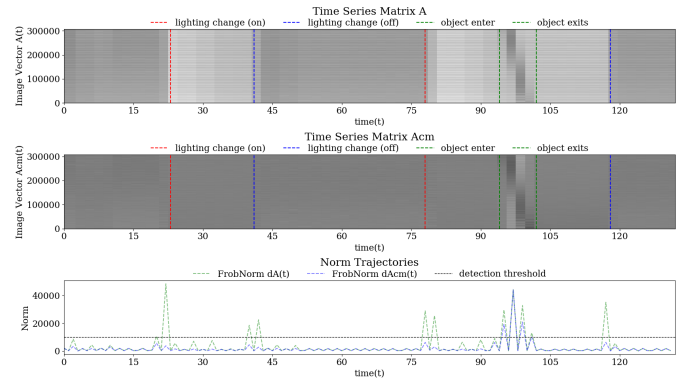 Time Series Matrix A
lighting change (on) lighting change (off) object enter object exits
Image Vector A(t)
300000
200000
100000
0
0 15 30 45 60 75 90 105 120
time(t)
Time Series Matrix Acm
lighting change (on) lighting change (off) object enter object exits
Image Vector Acm(t)
300000
200000
100000
0
0 15 30 45 60 75 90 105 120
time(t)
Norm Trajectories
FrobNorm dA(t) FrobNorm dAcm(t) detection threshold
Norm
40000
20000
0
0 15 30 45 60 75 90 105 120
time(t)